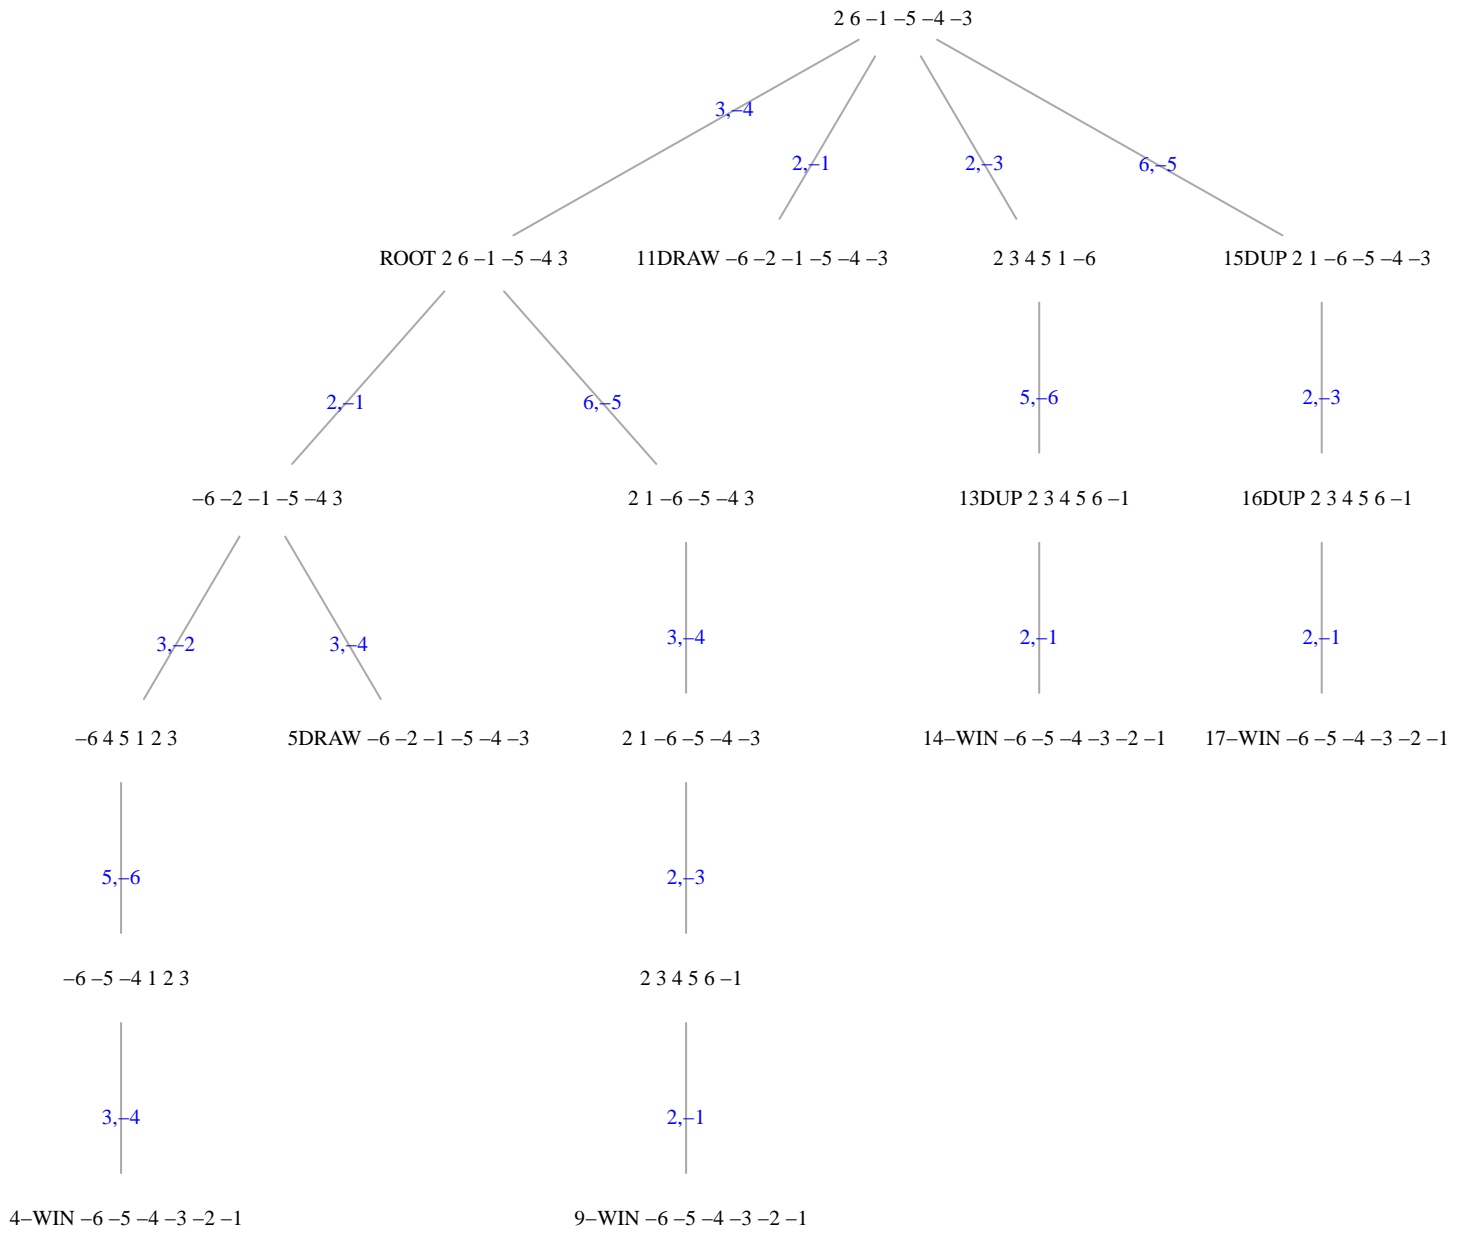 2 6 –1 –5 –4 –3
3,–4
2,–1
2,–3
6,–5
ROOT 2 6 –1 –5 –4 3
11DRAW –6 –2 –1 –5 –4 –3
2 3 4 5 1 –6
15DUP 2 1 –6 –5 –4 –3
2,–1
6,–5
5,–6
2,–3
–6 –2 –1 –5 –4 3
2 1 –6 –5 –4 3
13DUP 2 3 4 5 6 –1
16DUP 2 3 4 5 6 –1
3,–2
3,–4
3,–4
2,–1
2,–1
–6 4 5 1 2 3
5DRAW –6 –2 –1 –5 –4 –3
2 1 –6 –5 –4 –3
14–WIN –6 –5 –4 –3 –2 –1
17–WIN –6 –5 –4 –3 –2 –1
5,–6
2,–3
–6 –5 –4 1 2 3
2 3 4 5 6 –1
3,–4
2,–1
4–WIN –6 –5 –4 –3 –2 –1
9–WIN –6 –5 –4 –3 –2 –1